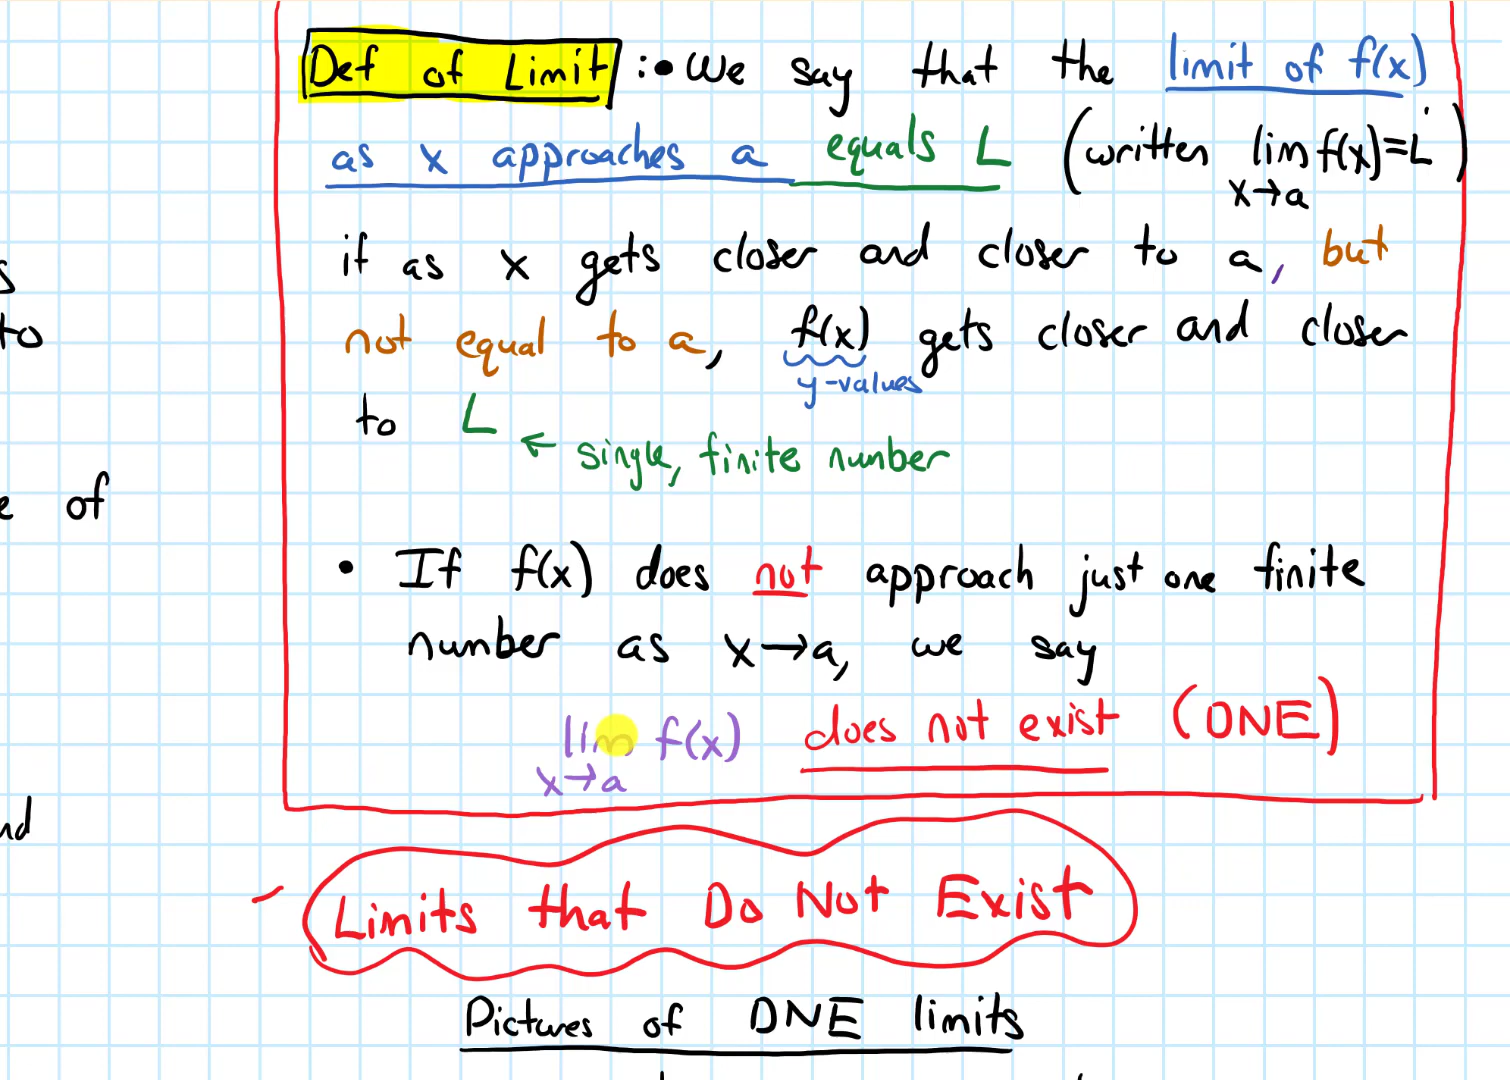 Def of Limit : • We say that the limit of f(x)
as x approaches a equals L (written lim f(x)=L)
x→a
s
if as x gets closer and closer to a, but
to
not equal to a, f(x) gets closer and closer
y-values
to L ← single, finite number
e of
• If f(x) does not approach just one finite
number as x→a, we say
lim f(x) does not exist (DNE)
x→a
nd
Limits that Do Not Exist
Pictures of DNE limits